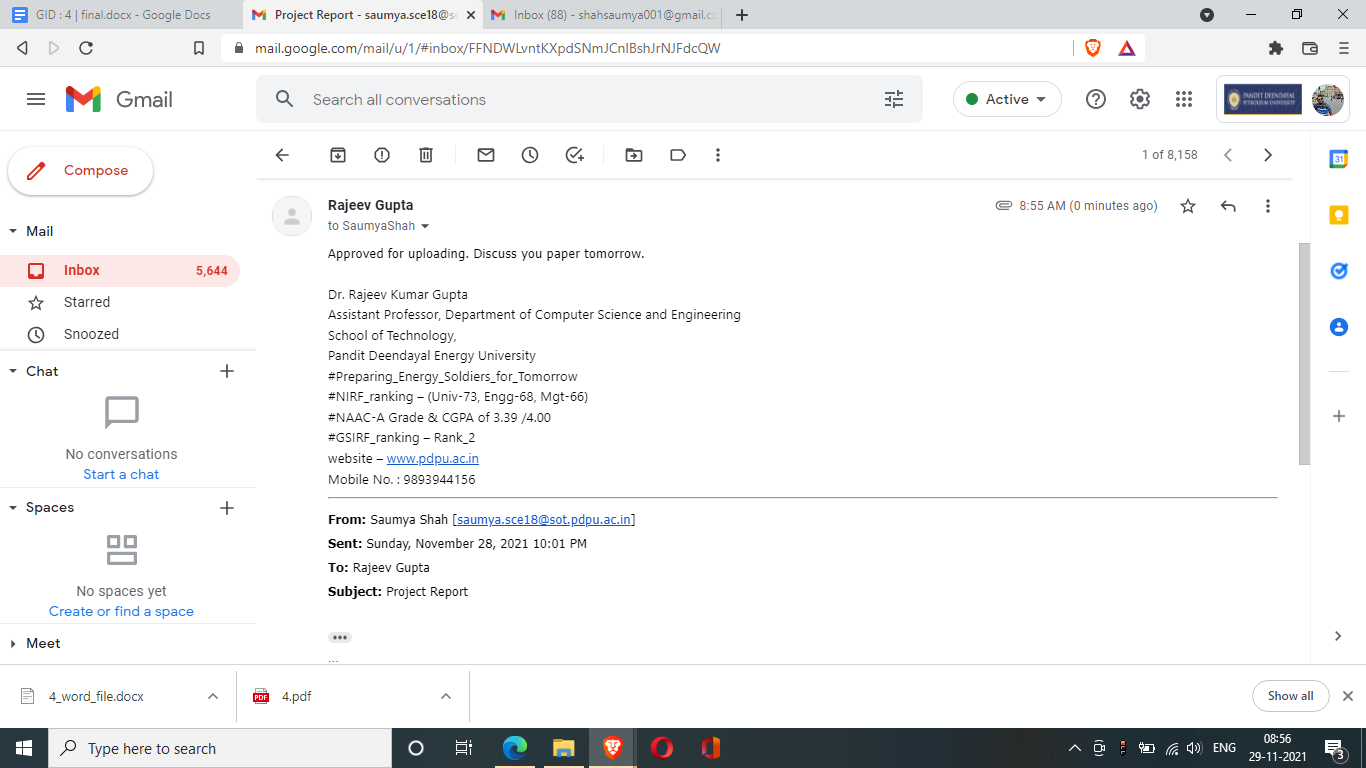 GID : 4 | final.docx - Google Docs
Project Report - saumya.sce18@s
Inbox (88) - shahsaumya001@gmail.c
mail.google.com/mail/u/1/#inbox/FFNDWLvntKXpdSNmJCnIBshJrNJFdcQW
Gmail
Search all conversations
Active
PANDIT DEENDAYAL
PETROLEUM UNIVERSITY
Compose
1 of 8,158
31
Mail
Inbox 5,644
Starred
Snoozed
Chat
No conversations
Start a chat
Spaces
No spaces yet
Create or find a space
Meet
Rajeev Gupta
8:55 AM (0 minutes ago)
to SaumyaShah
Approved for uploading. Discuss you paper tomorrow.
Dr. Rajeev Kumar Gupta
Assistant Professor, Department of Computer Science and Engineering
School of Technology,
Pandit Deendayal Energy University
#Preparing_Energy_Soldiers_for_Tomorrow
#NIRF_ranking – (Univ-73, Engg-68, Mgt-66)
#NAAC-A Grade & CGPA of 3.39 /4.00
#GSIRF_ranking – Rank_2
website – www.pdpu.ac.in
Mobile No. : 9893944156
From: Saumya Shah [saumya.sce18@sot.pdpu.ac.in]
Sent: Sunday, November 28, 2021 10:01 PM
To: Rajeev Gupta
Subject: Project Report
...
4_word_file.docx
PDF
4.pdf
Show all
Type here to search
ENG
08:56
29-11-2021
3